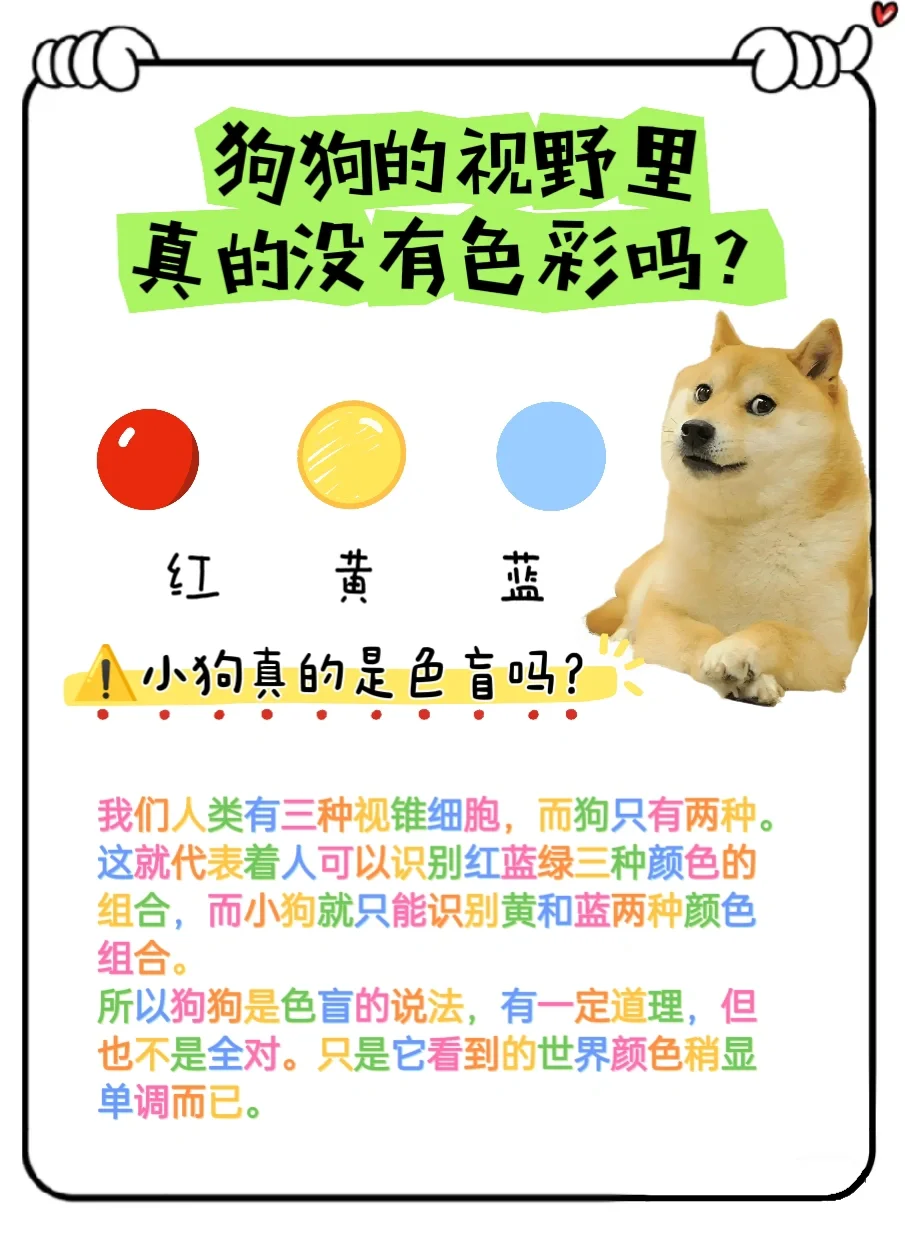 狗狗的视野里
真的没有色彩吗？
红 黄 蓝
小狗真的是色盲吗？
我们人类有三种视锥细胞，而狗只有两种。
这就代表着人可以识别红蓝绿三种颜色的
组合，而小狗就只能识别黄和蓝两种颜色
组合。
所以狗狗是色盲的说法，有一定道理，但
也不是全对。只是它看到的世界颜色稍显
单调而已。